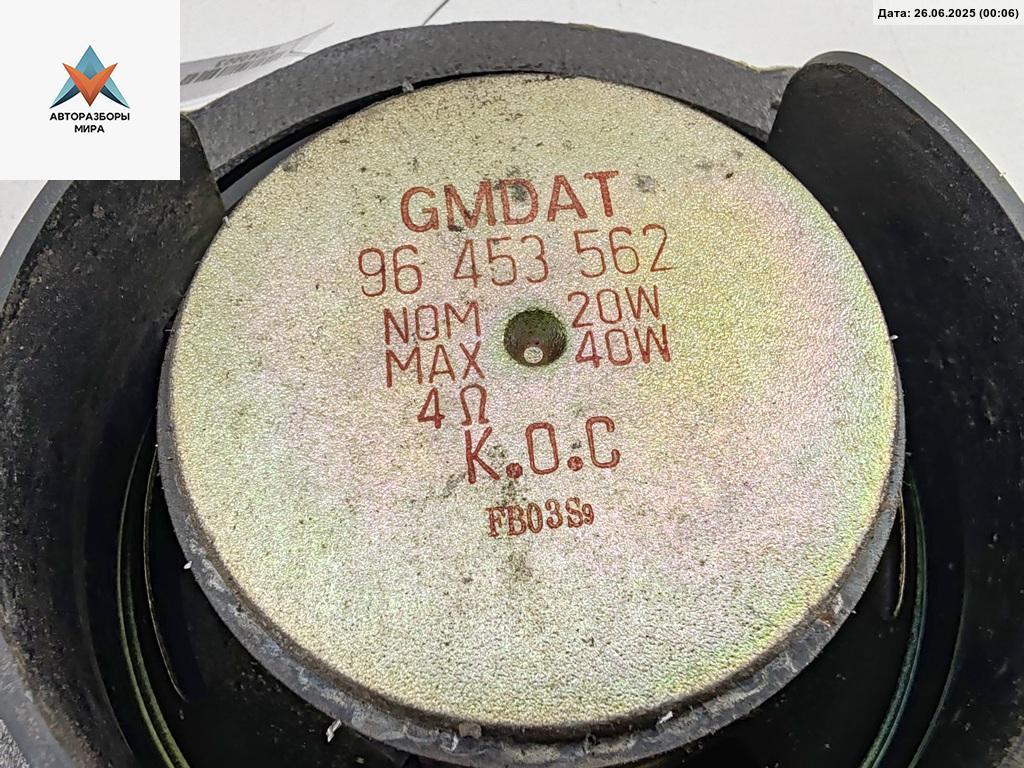 Дата: 26.06.2025 (00:06)
АВТОРАЗБОРЫ
МИРА
GMDAT
96 453 562
NOM 20W
MAX 40W
4 Ω
K.O.C
FB03S9